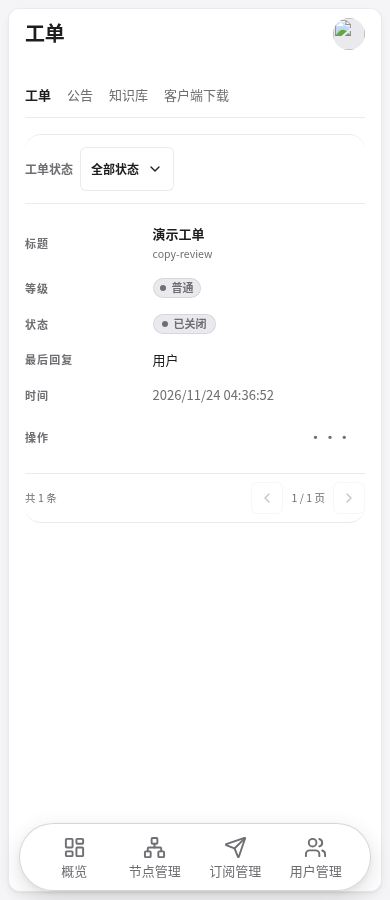 工单
工单 公告 知识库 客户端下载
工单状态 全部状态
标题 演示工单
copy-review
等级 普通
状态 已关闭
最后回复 用户
时间 2026/11/24 04:36:52
操作
共 1 条 1 / 1 页
概览 节点管理 订阅管理 用户管理